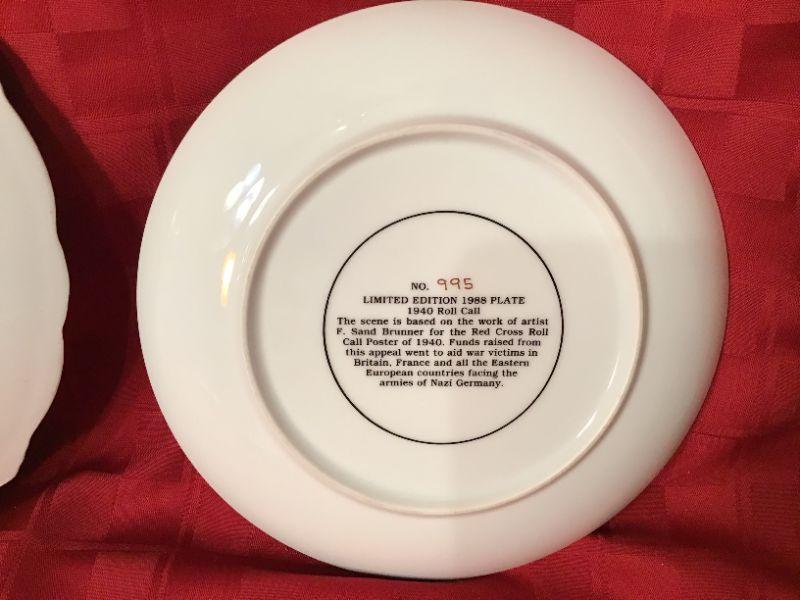 NO. 995
LIMITED EDITION 1988 PLATE
1940 Roll Call
The scene is based on the work of artist
F. Sand Brunner for the Red Cross Roll
Call Poster of 1940. Funds raised from
this appeal went to aid war victims in
Britain, France and all the Eastern
European countries facing the
armies of Nazi Germany.